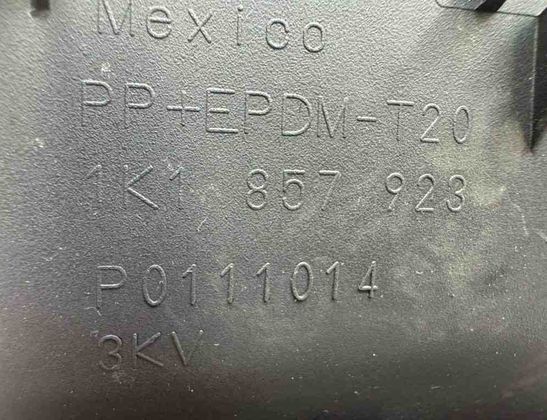 Mexico
PP+EPDM-T20
1K1 857 923
P0111014
3KV